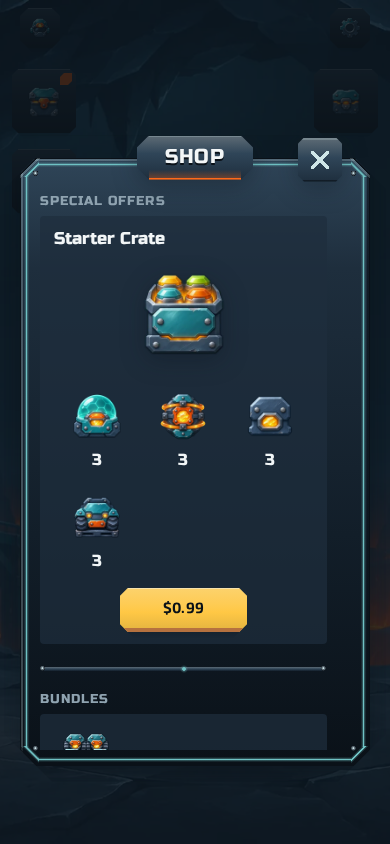 SHOP
SPECIAL OFFERS
Starter Crate
3 3 3
3
$0.99
BUNDLES